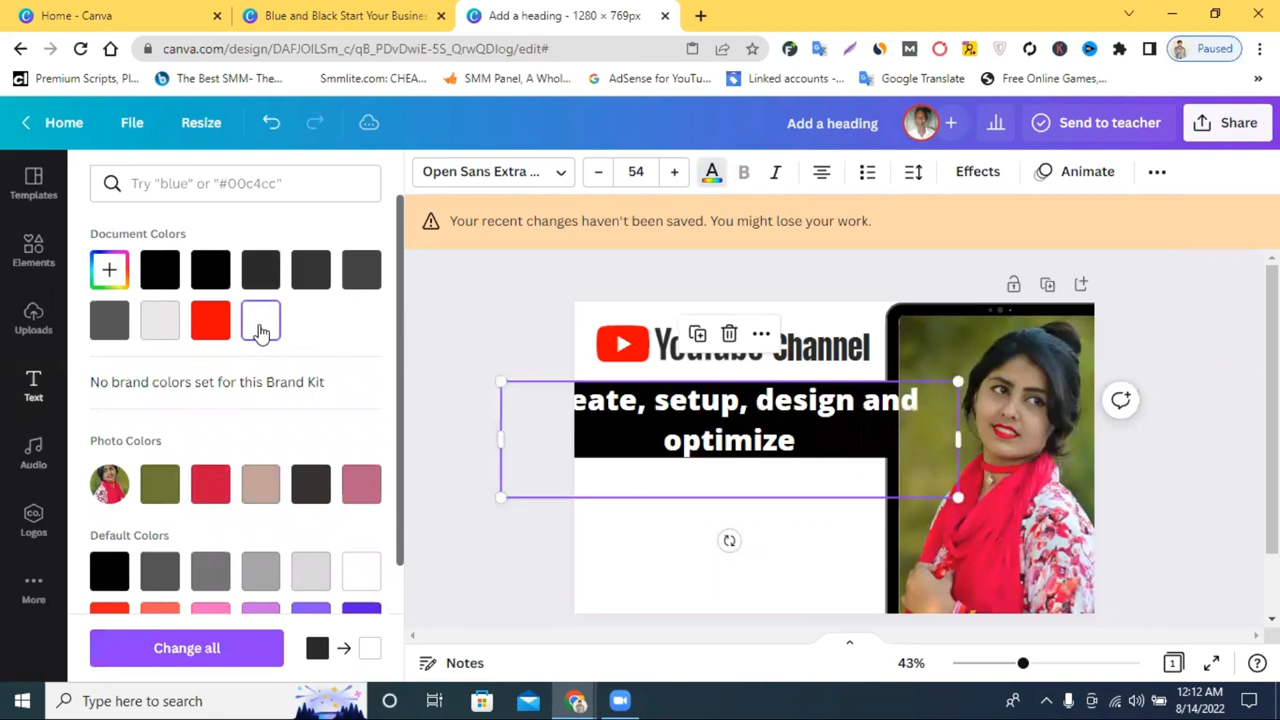 Home - Canva
Blue and Black Start Your Busines
Add a heading - 1280 × 769px
canva.com/design/DAFJOILSm_c/qB_PDvDwiE-5S_QrwQDlog/edit#
Paused
Premium Scripts, Pl...
The Best SMM- The...
Smmlite.com: CHEA...
SMM Panel, A Whol...
AdSense for YouTu...
Linked accounts -...
Google Translate
Free Online Games,...
»
Home
File
Resize
Add a heading
Send to teacher
Share
Templates
Elements
Uploads
Text
Audio
CO.
Logos
More
Try "blue" or "#00c4cc"
Document Colors
No brand colors set for this Brand Kit
Photo Colors
Default Colors
Change all
Open Sans Extra ...
– 54 +
A B I
Effects
Animate
Your recent changes haven't been saved. You might lose your work.
Channel
eate, setup, design and
optimize
Notes
43%
1
Type here to search
12:12 AM
8/14/2022